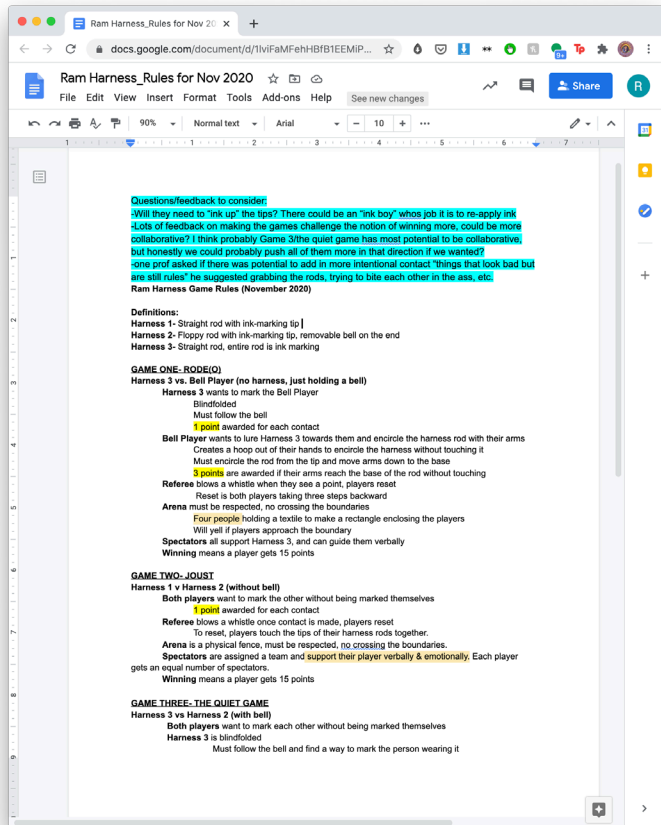 Ram Harness_Rules for Nov 20
docs.google.com/document/d/1IviFaMFehHBfB1EEMiP...
Ram Harness_Rules for Nov 2020
File Edit View Insert Format Tools Add-ons Help See new changes
Share
R
90% Normal text Arial 10
1 1 2 3 4 5 6 7
Questions/feedback to consider:
-Will they need to "ink up" the tips? There could be an "ink boy" whos job it is to re-apply ink
-Lots of feedback on making the games challenge the notion of winning more, could be more
collaborative? I think probably Game 3/the quiet game has most potential to be collaborative,
but honestly we could probably push all of them more in that direction if we wanted?
-one prof asked if there was potential to add in more intentional contact "things that look bad but
are still rules" he suggested grabbing the rods, trying to bite each other in the ass, etc.
Ram Harness Game Rules (November 2020)
Definitions:
Harness 1- Straight rod with ink-marking tip
Harness 2- Floppy rod with ink-marking tip, removable bell on the end
Harness 3- Straight rod, entire rod is ink marking
GAME ONE- RODE(O)
Harness 3 vs. Bell Player (no harness, just holding a bell)
Harness 3 wants to mark the Bell Player
Blindfolded
Must follow the bell
1 point awarded for each contact
Bell Player wants to lure Harness 3 towards them and encircle the harness rod with their arms
Creates a hoop out of their hands to encircle the harness without touching it
Must encircle the rod from the tip and move arms down to the base
3 points are awarded if their arms reach the base of the rod without touching
Referee blows a whistle when they see a point, players reset
Reset is both players taking three steps backward
Arena must be respected, no crossing the boundaries
Four people holding a textile to make a rectangle enclosing the players
Will yell if players approach the boundary
Spectators all support Harness 3, and can guide them verbally
Winning means a player gets 15 points
GAME TWO- JOUST
Harness 1 v Harness 2 (without bell)
Both players want to mark the other without being marked themselves
1 point awarded for each contact
Referee blows a whistle once contact is made, players reset
To reset, players touch the tips of their harness rods together.
Arena is a physical fence, must be respected, no crossing the boundaries.
Spectators are assigned a team and support their player verbally & emotionally. Each player
gets an equal number of spectators.
Winning means a player gets 15 points
GAME THREE- THE QUIET GAME
Harness 3 vs Harness 2 (with bell)
Both players want to mark each other without being marked themselves
Harness 3 is blindfolded
Must follow the bell and find a way to mark the person wearing it